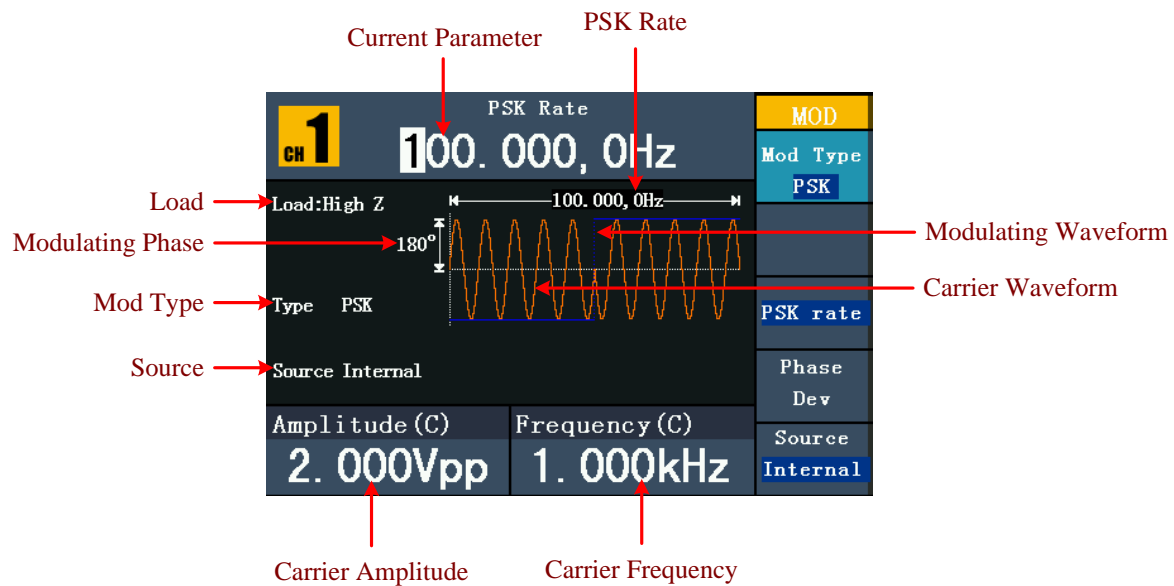 PSK Rate
Current Parameter
PSK Rate
MOD
CH 1
100.000,0Hz
Mod Type
PSK
Load
Load:High Z
100.000,0Hz
Modulating Phase
180°
Modulating Waveform
Carrier Waveform
Mod Type
Type PSK
PSK rate
Source
Source Internal
Phase
Dev
Amplitude(C)
Frequency(C)
Source
2.000Vpp
1.000kHz
Internal
Carrier Amplitude
Carrier Frequency